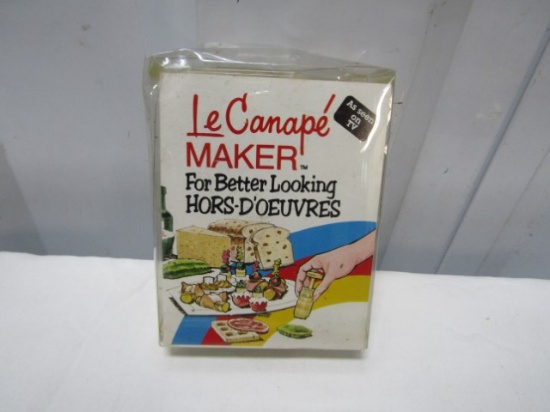 Le Canapé
MAKER™
For Better Looking
HORS-D'OEUVRES
As seen
on
TV